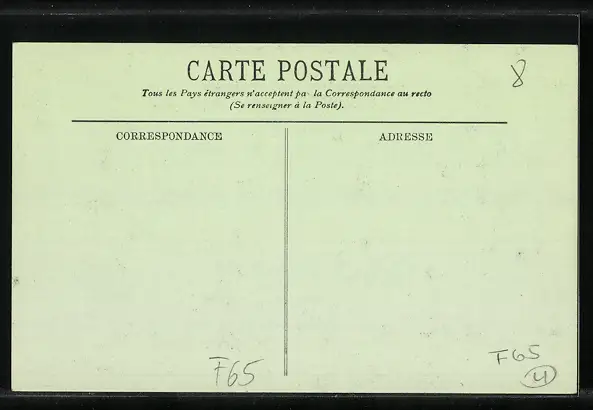 CARTE POSTALE
8
Tous les Pays étrangers n'acceptent pa la Correspondance au recto
(Se renseigner à la Poste).
CORRESPONDANCE
ADRESSE
F65
F65
4